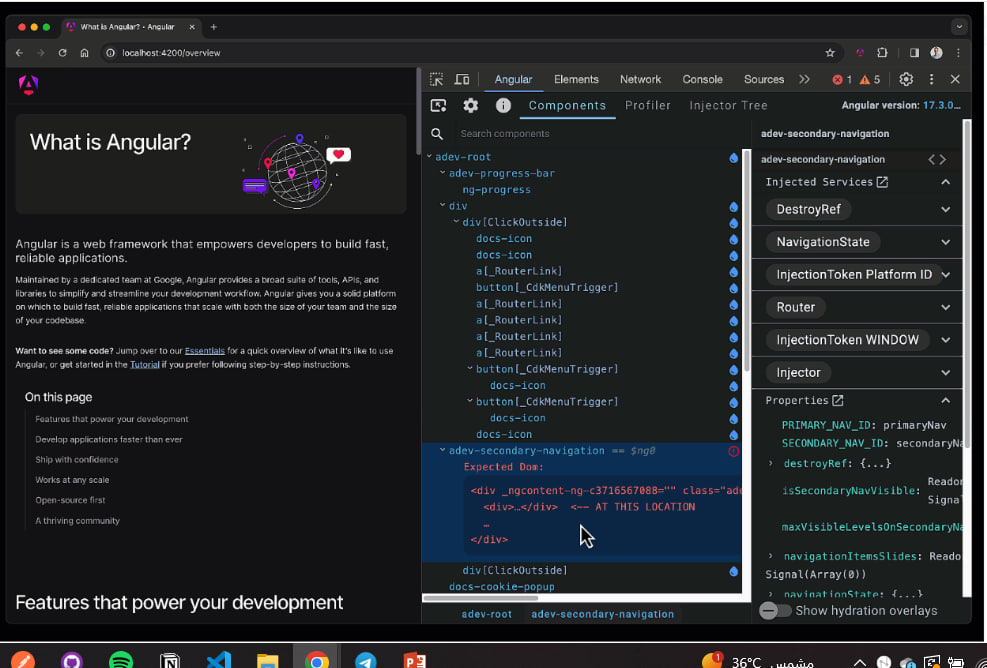 What is Angular? • Angular
localhost:4200/overview
Angular
Elements
Network
Console
Sources
1
5
Components
Profiler
Injector Tree
Angular version: 17.3.0...
What is Angular?
Angular is a web framework that empowers developers to build fast,
reliable applications.
Maintained by a dedicated team at Google, Angular provides a broad suite of tools, APIs, and
libraries to simplify and streamline your development workflow. Angular gives you a solid platform
on which to build fast, reliable applications that scale with both the size of your team and the size
of your codebase.
Want to see some code? Jump over to our Essentials for a quick overview of what it's like to use
Angular, or get started in the Tutorial if you prefer following step-by-step instructions.
On this page
Features that power your development
Develop applications faster than ever
Ship with confidence
Works at any scale
Open-source first
A thriving community
Features that power your development
Search components
adev-root
adev-progress-bar
ng-progress
div
div[ClickOutside]
docs-icon
docs-icon
a[_RouterLink]
button[_CdkMenuTrigger]
a[_RouterLink]
a[_RouterLink]
a[_RouterLink]
a[_RouterLink]
button[_CdkMenuTrigger]
docs-icon
button[_CdkMenuTrigger]
docs-icon
docs-icon
adev-secondary-navigation == $ng0
Expected Dom:
<div _ngcontent-ng-c3716567088="" class="ade
<div>…</div> <-- AT THIS LOCATION
…
</div>
div[ClickOutside]
docs-cookie-popup
adev-root
adev-secondary-navigation
adev-secondary-navigation
adev-secondary-navigation
Injected Services
DestroyRef
NavigationState
InjectionToken Platform ID
Router
InjectionToken WINDOW
Injector
Properties
PRIMARY_NAV_ID: primaryNav
SECONDARY_NAV_ID: secondaryNa
destroyRef: {...}
isSecondaryNavVisible: Readon
Signa
maxVisibleLevelsOnSecondaryNa
navigationItemsSlides: Reado
Signal(Array(0))
navigationState: {...}
Show hydration overlays
1
36°C مشمس